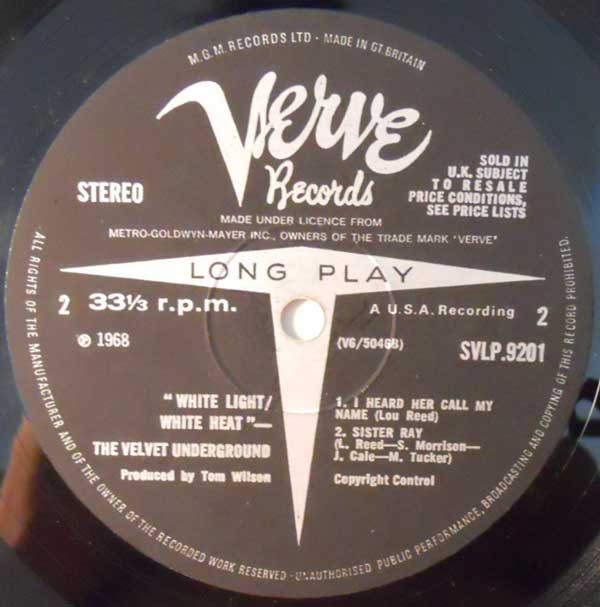 M.G.M. RECORDS LTD · MADE IN GT. BRITAIN
Verve
Records
STEREO
SOLD IN
U.K. SUBJECT
TO RESALE
PRICE CONDITIONS,
SEE PRICE LISTS
MADE UNDER LICENCE FROM
METRO-GOLDWYN-MAYER INC., OWNERS OF THE TRADE MARK 'VERVE'
LONG PLAY
2 33⅓ r.p.m.
A U.S.A. Recording 2
℗ 1968
(V6/5046B)
SVLP.9201
"WHITE LIGHT/
WHITE HEAT"—
THE VELVET UNDERGROUND
Produced by Tom Wilson
1. I HEARD HER CALL MY
NAME (Lou Reed)
2. SISTER RAY
(L. Reed—S. Morrison—
J. Cale—M. Tucker)
Copyright Control
ALL RIGHTS OF THE MANUFACTURER AND OF THE OWNER OF THE RECORDED WORK RESERVED · UNAUTHORISED PUBLIC PERFORMANCE, BROADCASTING AND COPYING OF THIS RECORD PROHIBITED.